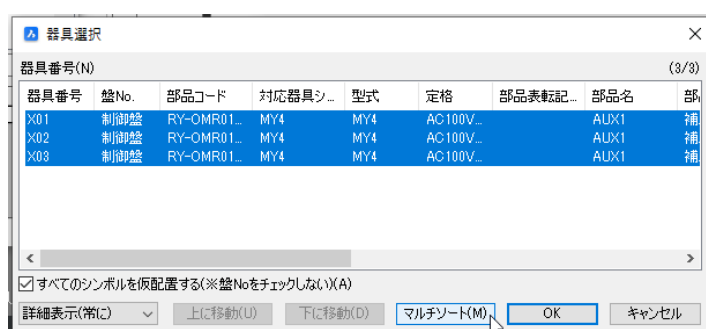 器具選択
器具番号(N) (3/3)
器具番号 盤No. 部品コード 対応器具シ... 型式 定格 部品表転記... 部品名
X01 制御盤 RY-OMR01... MY4 MY4 AC100V... AUX1 補
X02 制御盤 RY-OMR01... MY4 MY4 AC100V... AUX1 補
X03 制御盤 RY-OMR01... MY4 MY4 AC100V... AUX1 補
すべてのシンボルを仮配置する(※盤Noをチェックしない)(A)
詳細表示(常に) 上に移動(U) 下に移動(D) マルチソート(M) OK キャンセル